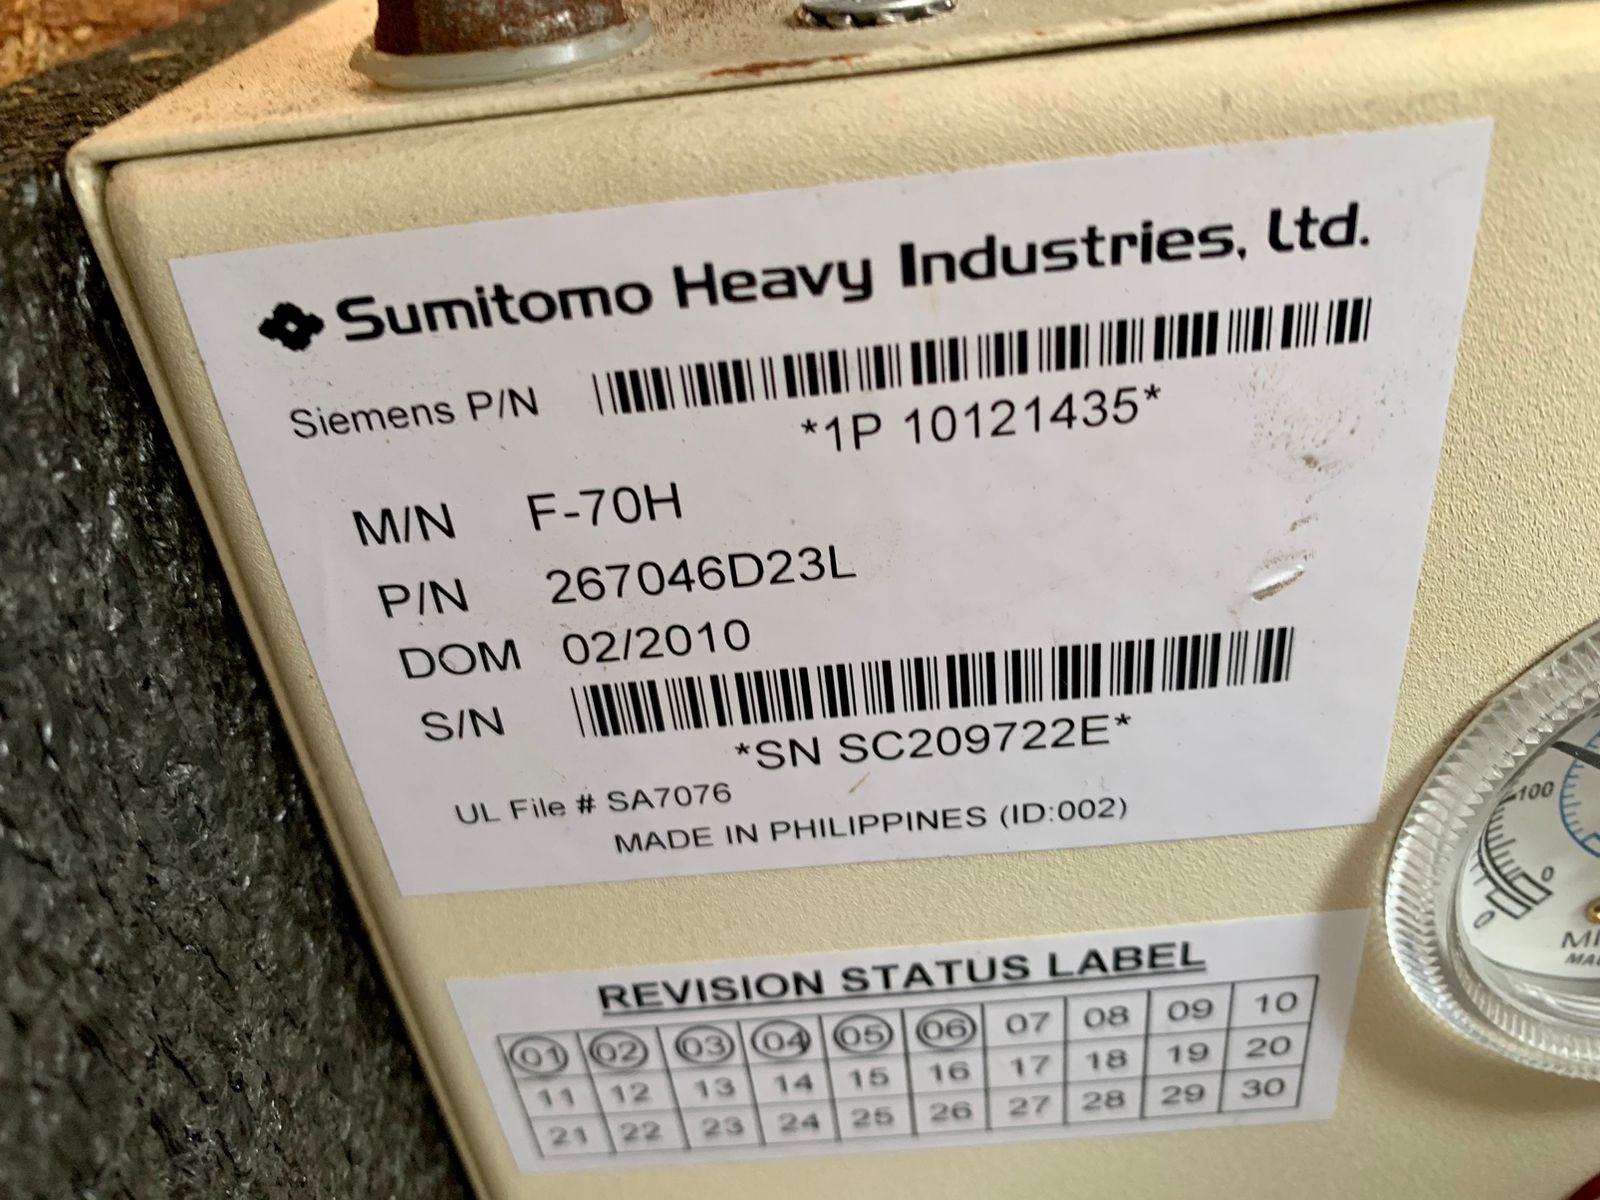 Sumitomo Heavy Industries, Ltd.
Siemens P/N
*1P 10121435*
M/N F-70H
P/N 267046D23L
DOM 02/2010
S/N
*SN SC209722E*
UL File # SA7076
MADE IN PHILIPPINES (ID:002)
REVISION STATUS LABEL
01 02 03 04 05 06 07 08 09 10
11 12 13 14 15 16 17 18 19 20
21 22 23 24 25 26 27 28 29 30
100
0
0